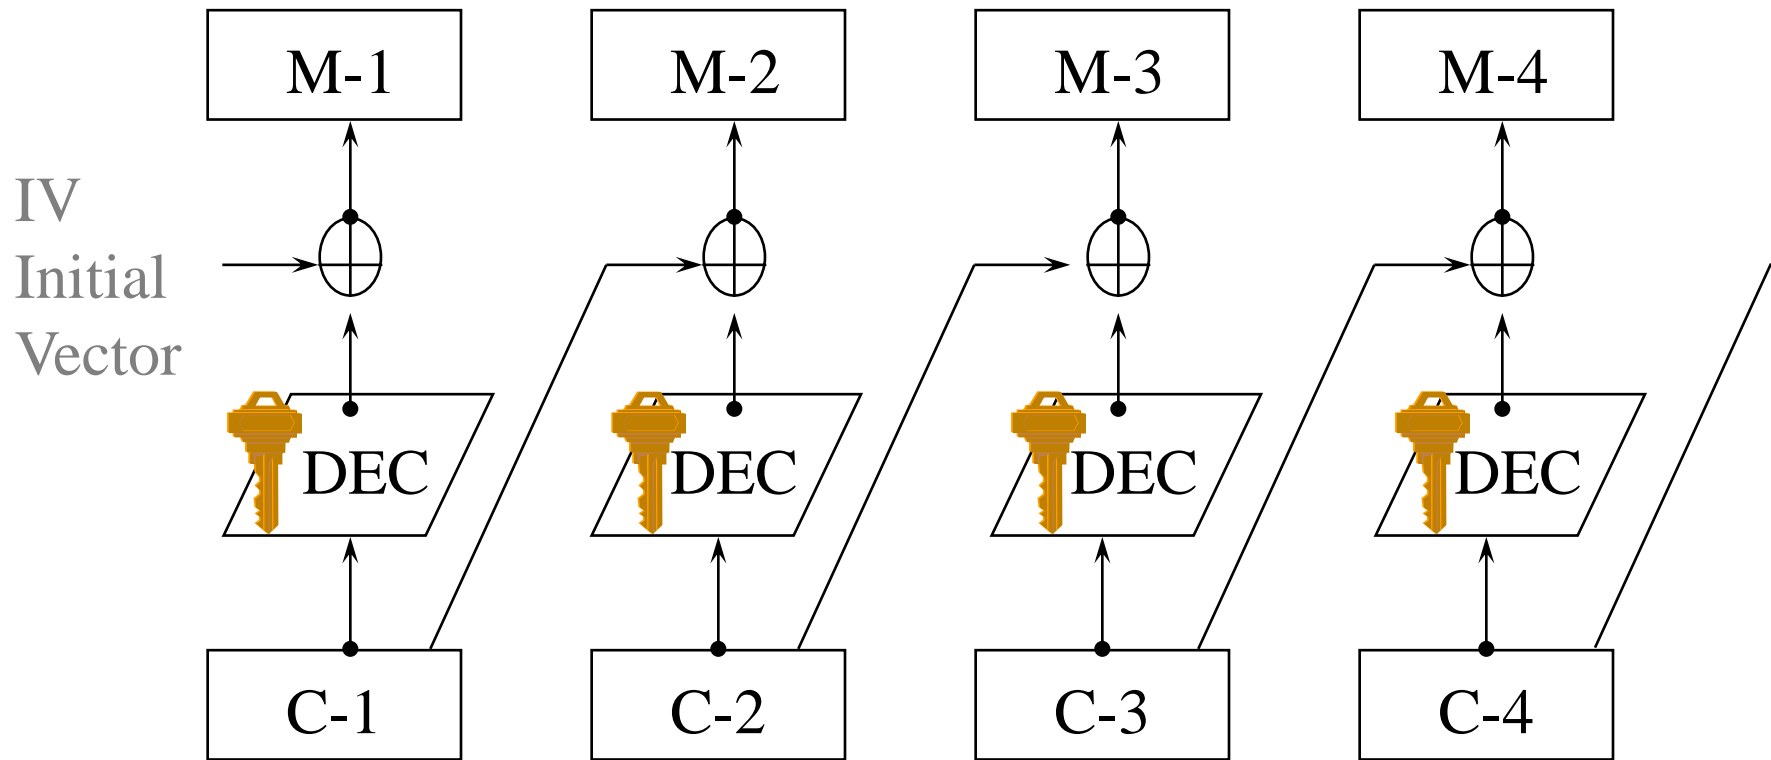 M-1 M-2 M-3 M-4
IV
Initial
Vector
DEC DEC DEC DEC
C-1 C-2 C-3 C-4